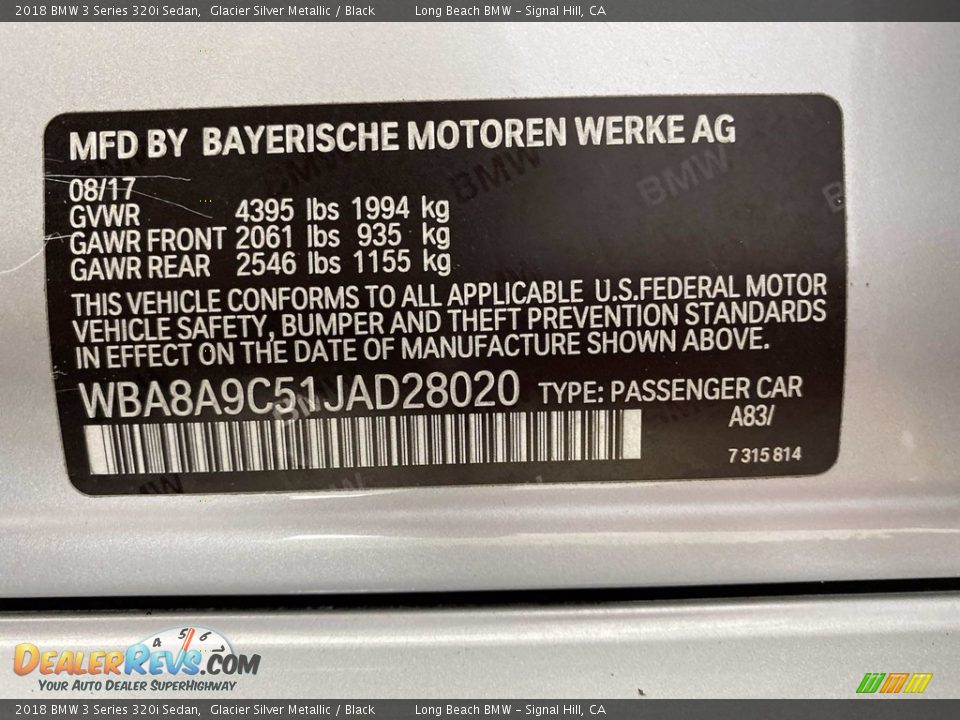 2018 BMW 3 Series 320i Sedan, Glacier Silver Metallic / Black Long Beach BMW - Signal Hill, CA
MFD BY BAYERISCHE MOTOREN WERKE AG
08/17
GVWR 4395 lbs 1994 kg
GAWR FRONT 2061 lbs 935 kg
GAWR REAR 2546 lbs 1155 kg
THIS VEHICLE CONFORMS TO ALL APPLICABLE U.S.FEDERAL MOTOR
VEHICLE SAFETY, BUMPER AND THEFT PREVENTION STANDARDS
IN EFFECT ON THE DATE OF MANUFACTURE SHOWN ABOVE.
WBA8A9C51JAD28020 TYPE: PASSENGER CAR
A83/
7 315 814
4 5 6
DEALERREVS.COM
YOUR AUTO DEALER SUPERHIGHWAY
2018 BMW 3 Series 320i Sedan, Glacier Silver Metallic / Black Long Beach BMW - Signal Hill, CA